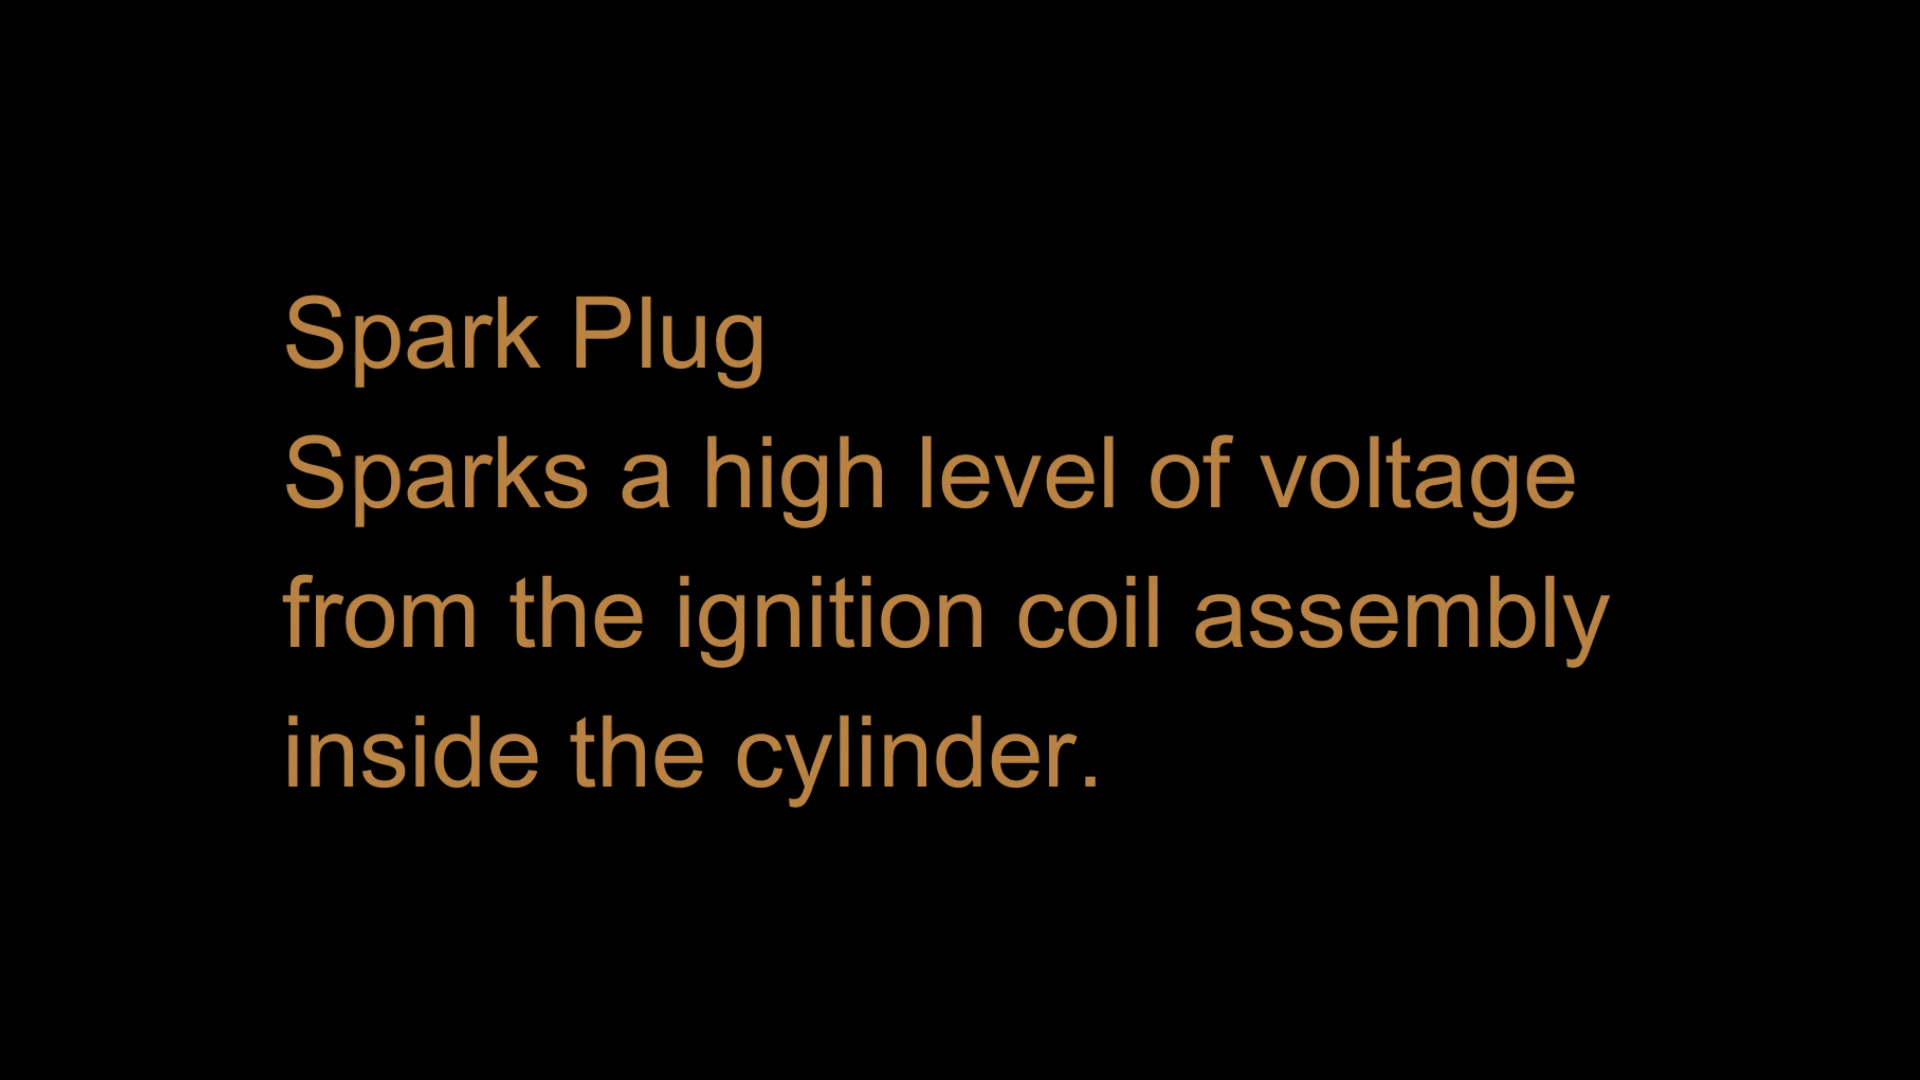 Spark Plug
Sparks a high level of voltage
from the ignition coil assembly
inside the cylinder.